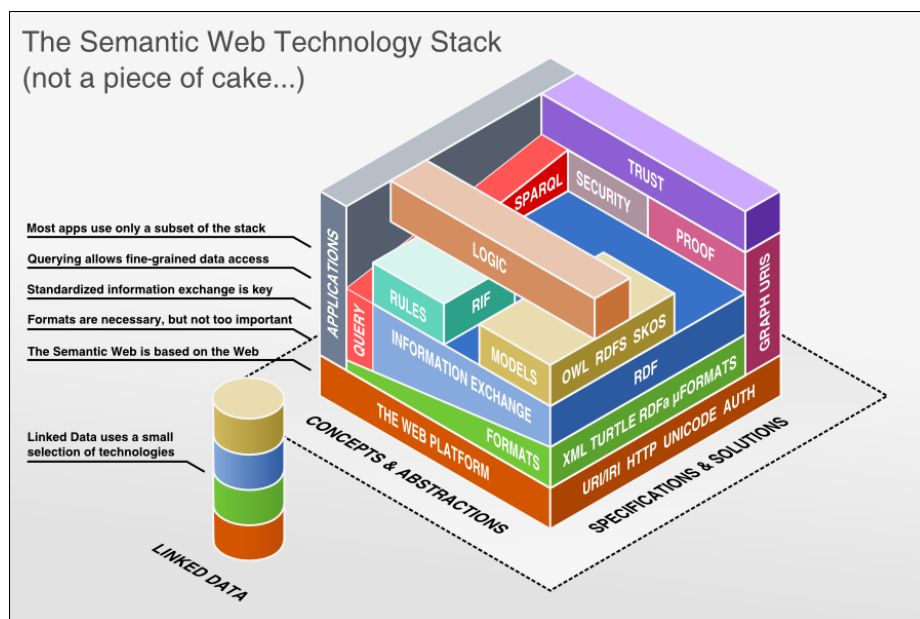 The Semantic Web Technology Stack
(not a piece of cake...)
Most apps use only a subset of the stack
Querying allows fine-grained data access
Standardized information exchange is key
Formats are necessary, but not too important
The Semantic Web is based on the Web
Linked Data uses a small
selection of technologies
LINKED DATA
APPLICATIONS
QUERY
RULES
RIF
LOGIC
SPARQL
SECURITY
TRUST
PROOF
GRAPH URIS
MODELS
OWL RDFS SKOS
INFORMATION EXCHANGE
RDF
FORMATS
XML TURTLE RDFa µFORMATS
THE WEB PLATFORM
URI/IRI HTTP UNICODE AUTH
CONCEPTS & ABSTRACTIONS
SPECIFICATIONS & SOLUTIONS